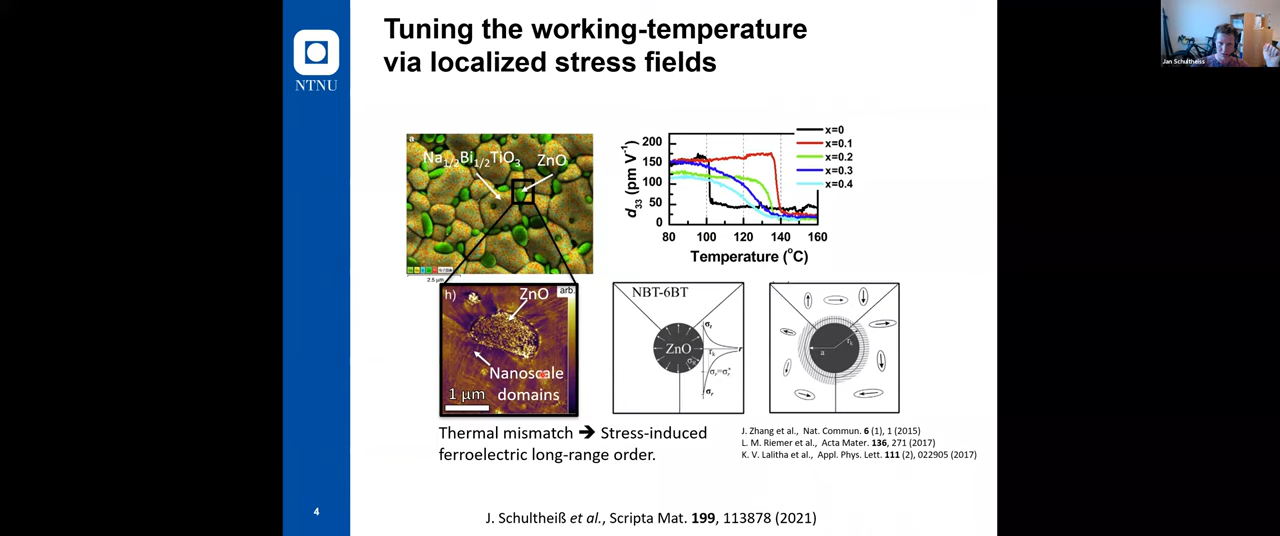 Tuning the working-temperature
via localized stress fields
NTNU
Jan Schultheiss
a
Na1/2Bi1/2TiO3 ZnO
2.5 μm
h)
ZnO
arb.
Nanoscale
domains
1 μm
d33 (pm V-1)
200
150
100
50
0
80 100 120 140 160
Temperature (oC)
x=0
x=0.1
x=0.2
x=0.3
x=0.4
NBT-6BT
ZnO
σr
rk
r
σr
a
rk
Thermal mismatch ➔ Stress-induced
ferroelectric long-range order.
J. Zhang et al., Nat. Commun. 6 (1), 1 (2015)
L. M. Riemer et al., Acta Mater. 136, 271 (2017)
K. V. Lalitha et al., Appl. Phys. Lett. 111 (2), 022905 (2017)
4
J. Schultheiß et al., Scripta Mat. 199, 113878 (2021)